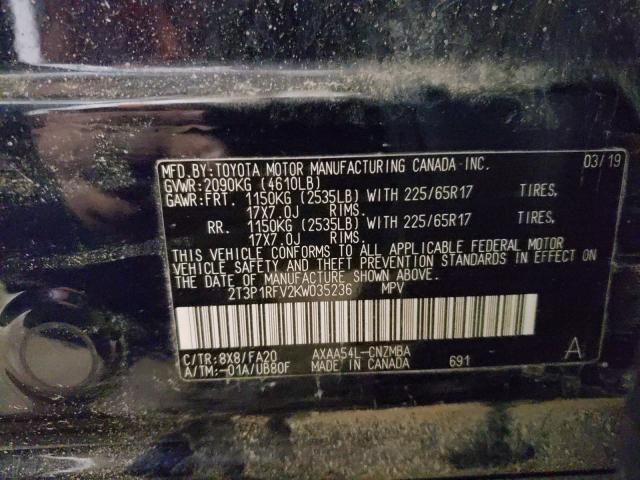 MFD.BY:TOYOTA MOTOR MANUFACTURING CANADA INC. 03/19
GVWR:2090KG (4610LB)
GAWR:FRT. 1150KG (2535LB) WITH 225/65R17 TIRES,
17X7.0J RIMS.
RR. 1150KG (2535LB) WITH 225/65R17 TIRES,
17X7.0J RIMS.
THIS VEHICLE CONFORMS TO ALL APPLICABLE FEDERAL MOTOR
VEHICLE SAFETY AND THEFT PREVENTION STANDARDS IN EFFECT ON
THE DATE OF MANUFACTURE SHOWN ABOVE.
2T3P1RFV2KW035236 MPV
C/TR:8X8/FA20 AXAA54L-CNZMBA A
A/TM:-01A/UB80F MADE IN CANADA 691